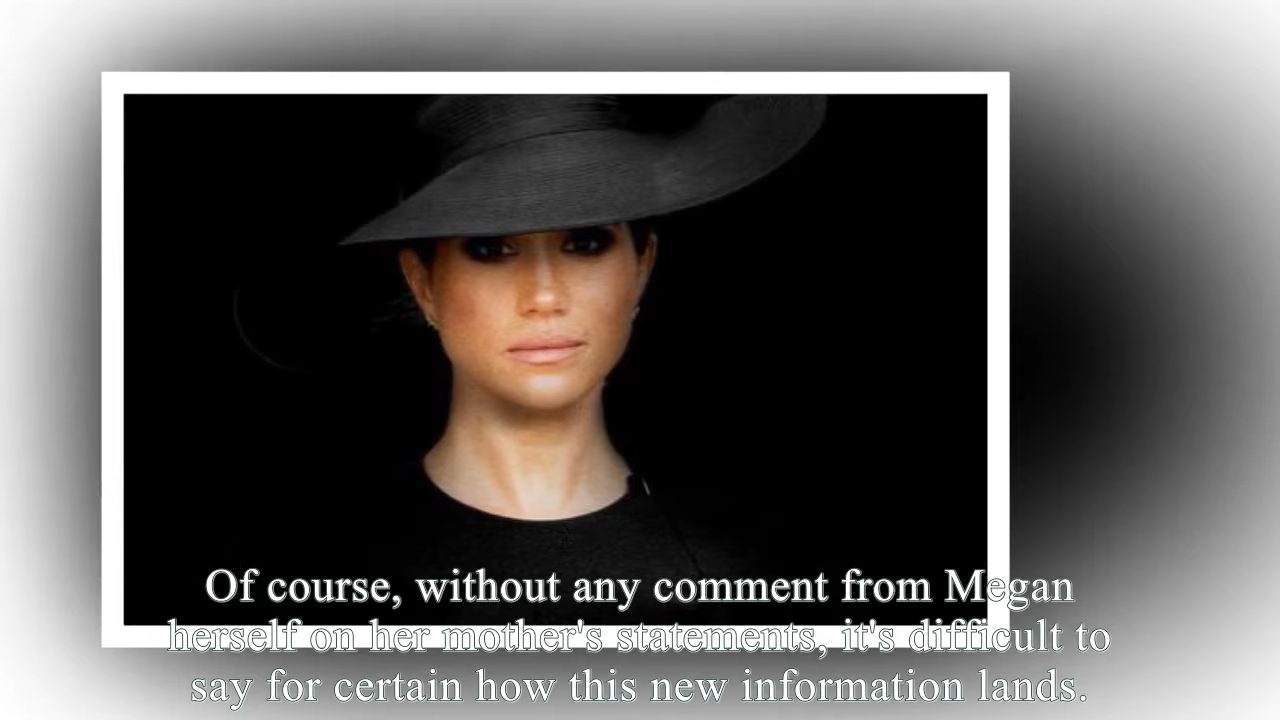 Of course, without any comment from Megan
herself on her mother's statements, it's difficult to
say for certain how this new information lands.